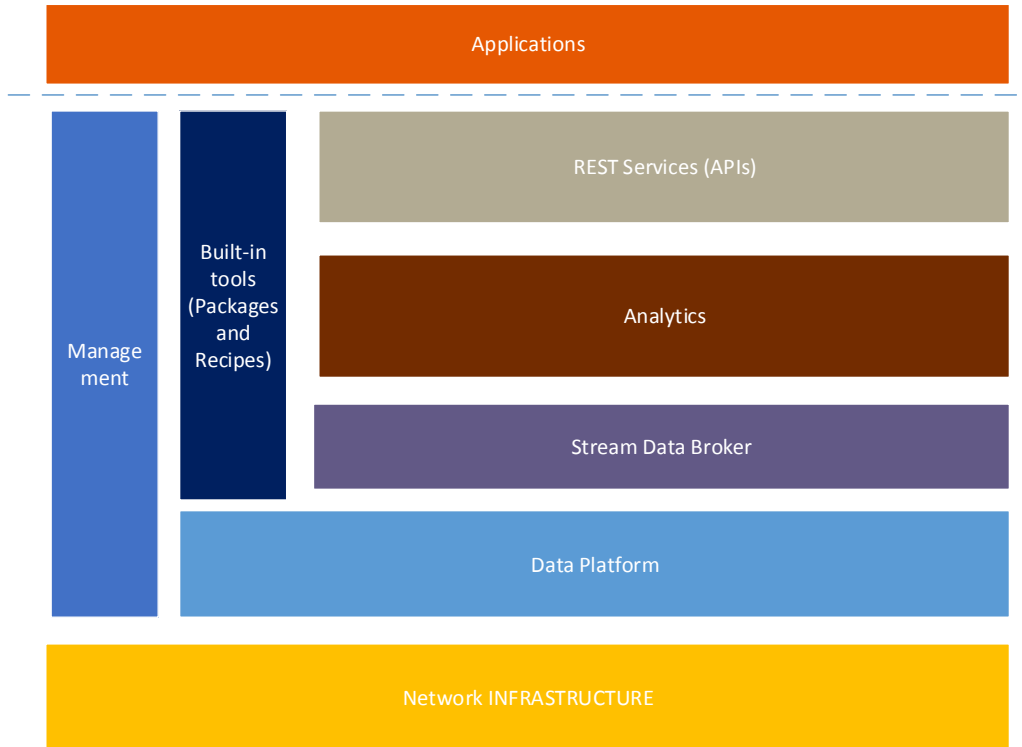 Applications
REST Services (APIs)
Built-in
tools
(Packages
and
Recipes)
Analytics
Manage
ment
Stream Data Broker
Data Platform
Network INFRASTRUCTURE